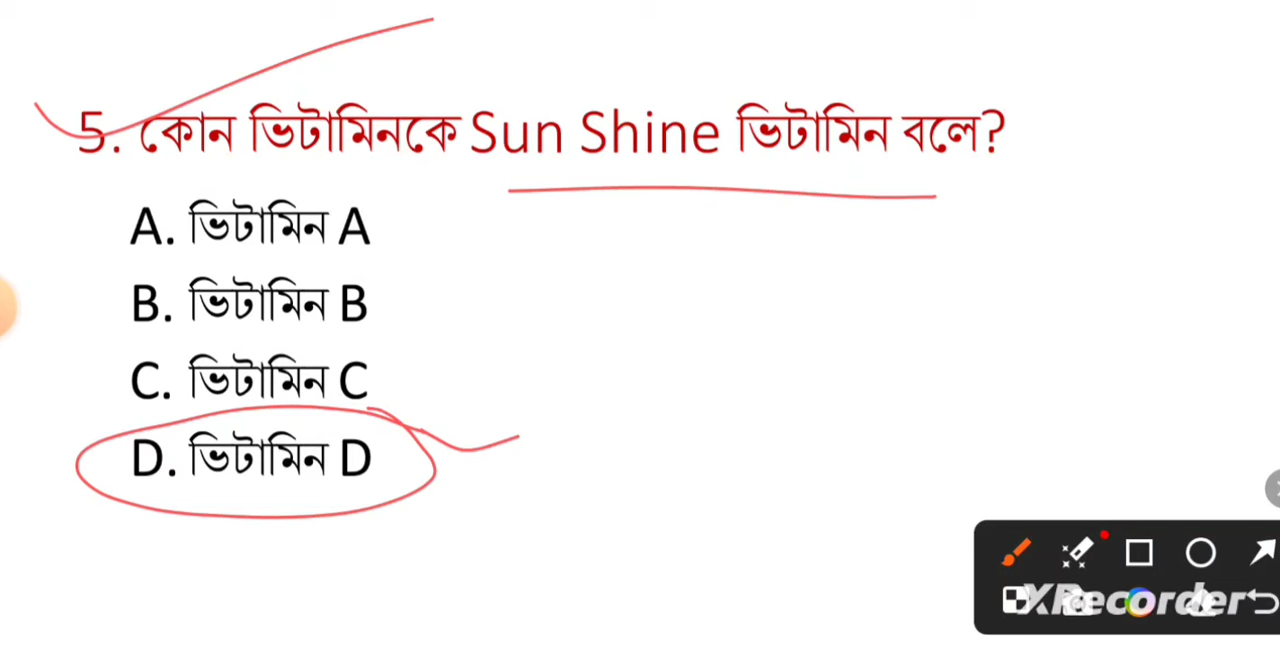 5. কোন ভিটামিনকে Sun Shine ভিটামিন বলে?
A. ভিটামিন A
B. ভিটামিন B
C. ভিটামিন C
D. ভিটামিন D
XRecorder